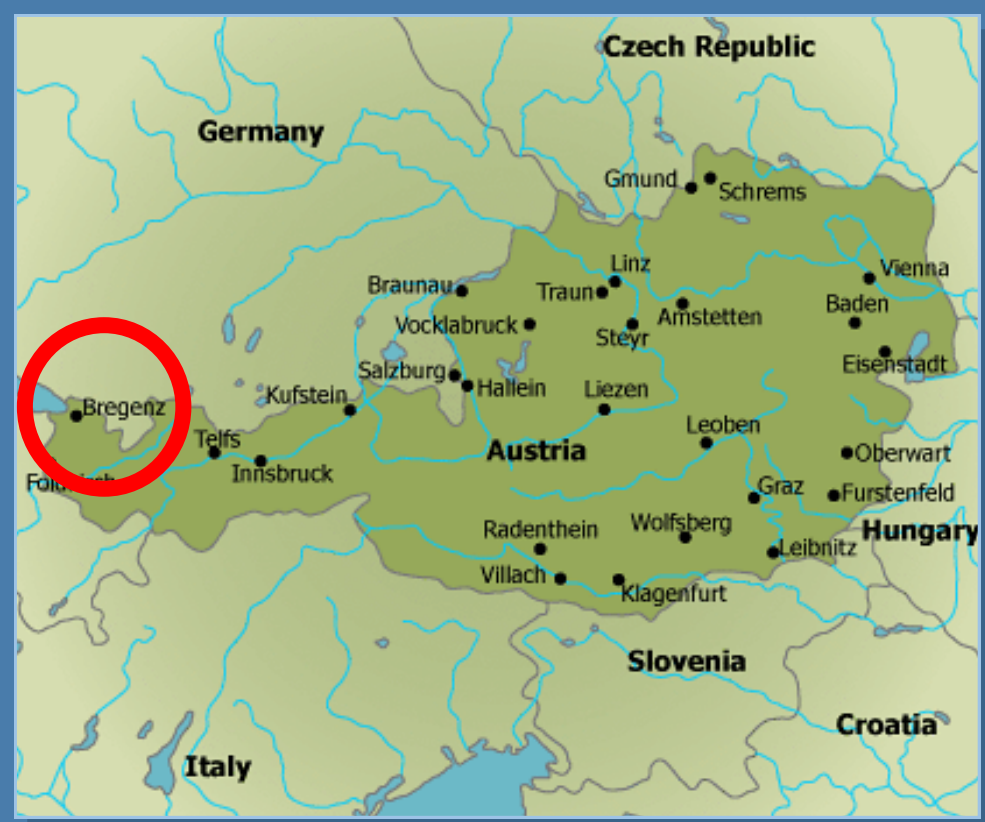 Czech Republic
Germany
Gmund
Schrems
Linz
Vienna
Braunau
Traun
Baden
Amstetten
Vocklabruck
Steyr
Eisenstadt
Salzburg
Hallein
Liezen
Kufstein
Bregenz
Leoben
Telfs
Austria
Oberwart
Innsbruck
Graz
Furstenfeld
Wolfsberg
Radenthein
Hungary
Leibnitz
Villach
Klagenfurt
Slovenia
Croatia
Italy